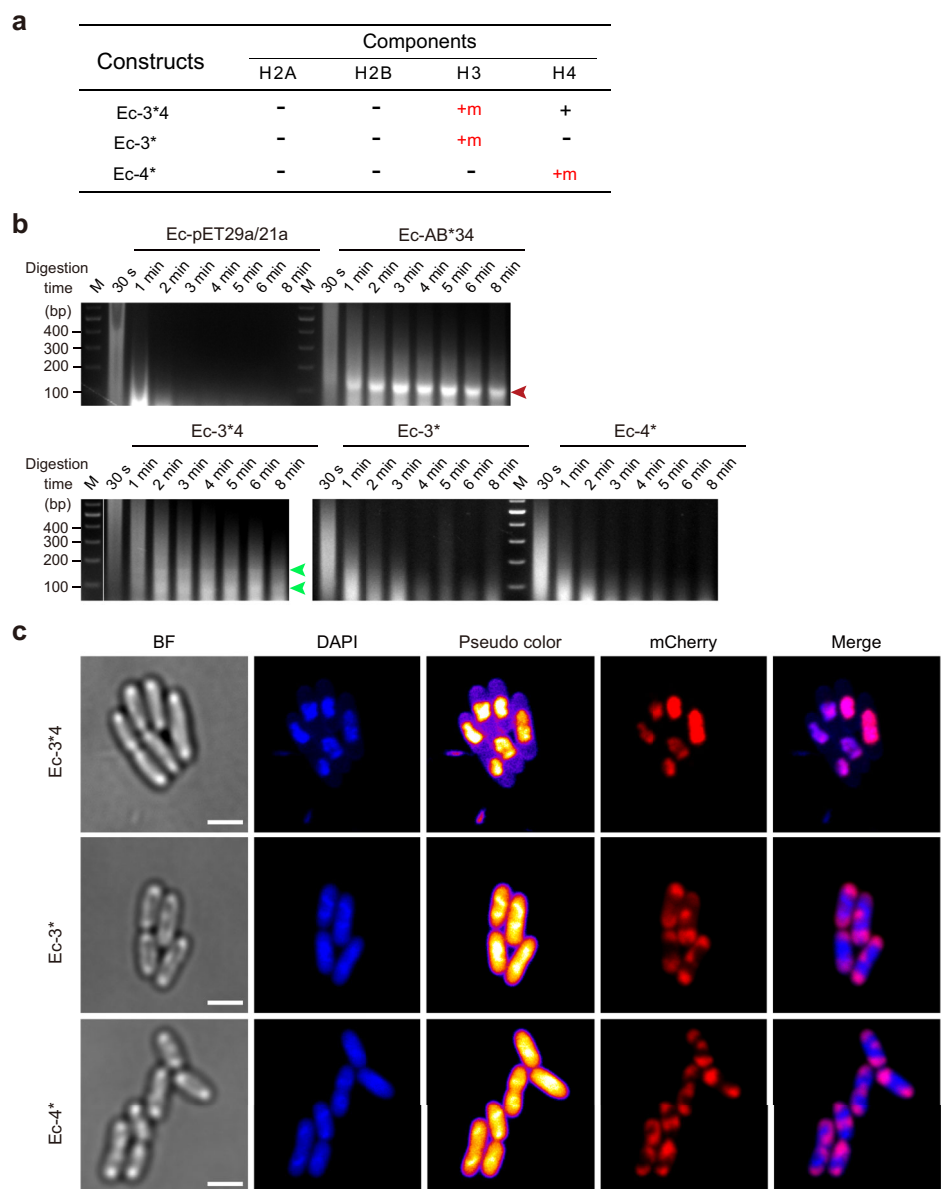 a
Components
Constructs
H2A H2B H3 H4
Ec-3*4 - - +m +
Ec-3* - - +m -
Ec-4* - - - +m
b
Ec-pET29a/21a Ec-AB*34
Digestion time M 30 s 1 min 2 min 3 min 4 min 5 min 6 min 8 min M 30 s 1 min 2 min 3 min 4 min 5 min 6 min 8 min
(bp)
400
300
200
100
Ec-3*4 Ec-3* Ec-4*
Digestion time M 30 s 1 min 2 min 3 min 4 min 5 min 6 min 8 min 30 s 1 min 2 min 3 min 4 min 5 min 6 min 8 min M 30 s 1 min 2 min 3 min 4 min 5 min 6 min 8 min
(bp)
400
300
200
100
c
BF DAPI Pseudo color mCherry Merge
Ec-3*4
Ec-3*
Ec-4*